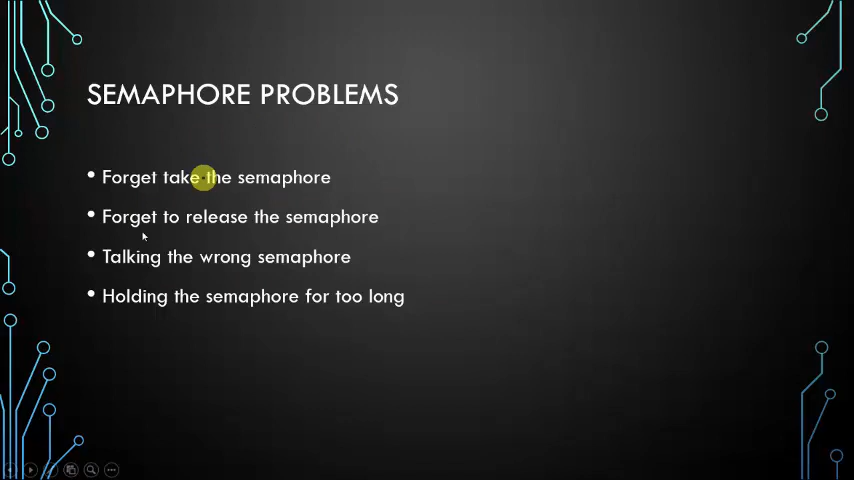 SEMAPHORE PROBLEMS
• Forget take the semaphore
• Forget to release the semaphore
• Talking the wrong semaphore
• Holding the semaphore for too long